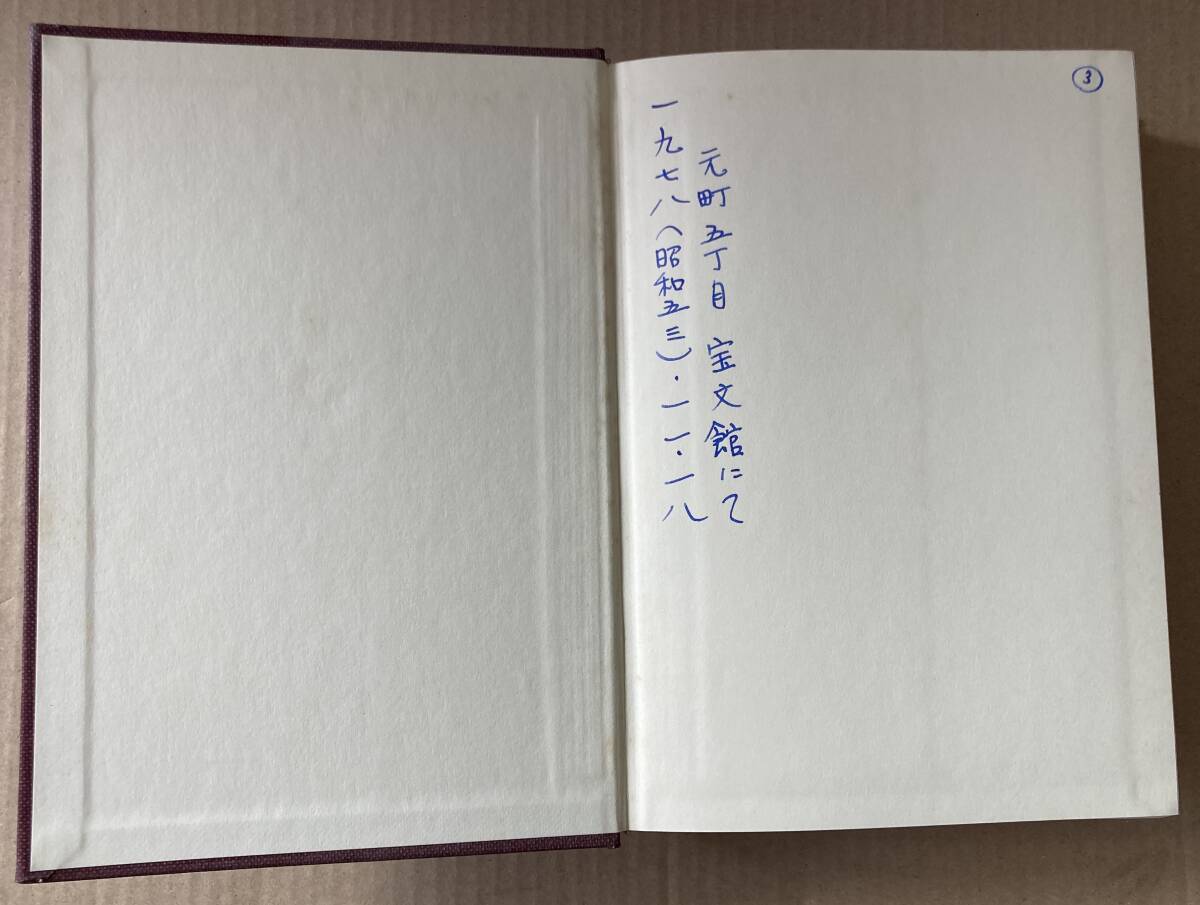 ③
元町五丁目 宝文館にて
一九七八(昭和五三)・一一・一八